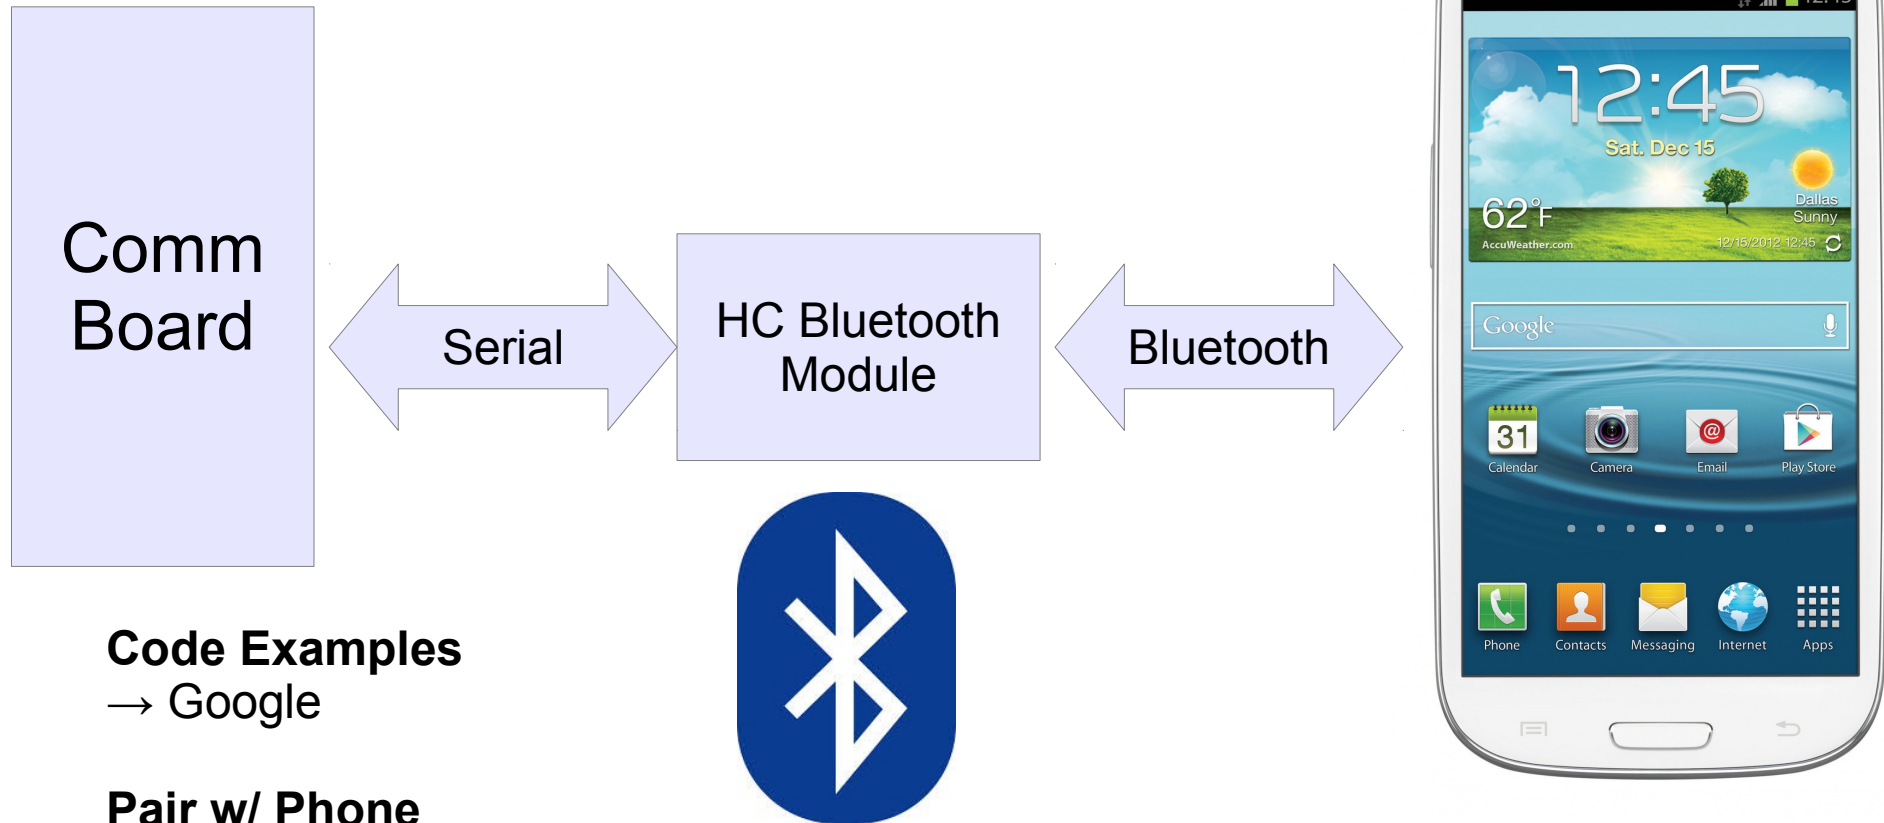 Comm
Board
Serial
HC Bluetooth
Module
Bluetooth
Code Examples
→ Google
Pair w/ Phone
12:45
12:45
Sat. Dec 15
62°F
AccuWeather.com
Dallas
Sunny
12/15/2012 12:45
Google
31
@
Calendar
Camera
Email
Play Store
Phone
Contacts
Messaging
Internet
Apps